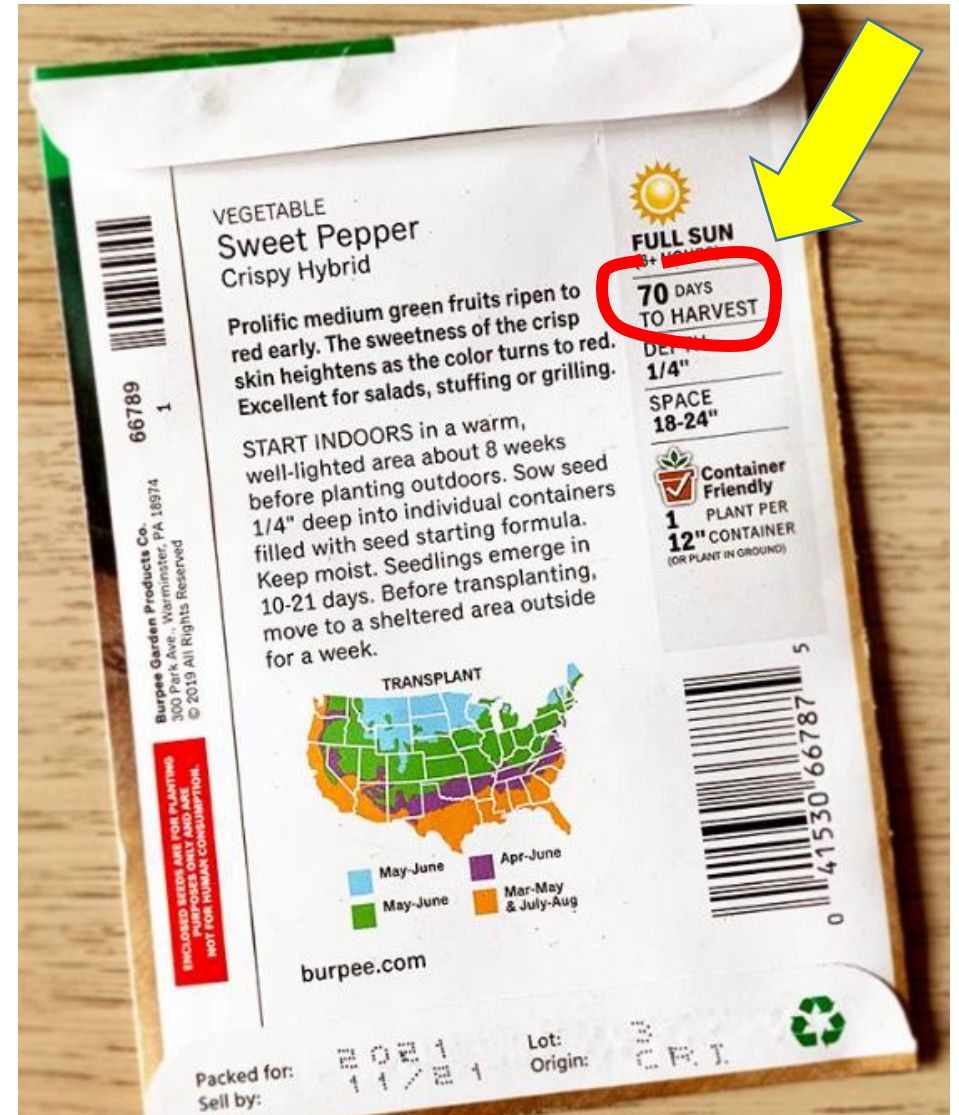 VEGETABLE
Sweet Pepper
Crispy Hybrid
Prolific medium green fruits ripen to
red early. The sweetness of the crisp
skin heightens as the color turns to red.
Excellent for salads, stuffing or grilling.
START INDOORS in a warm,
well-lighted area about 8 weeks
before planting outdoors. Sow seed
1/4" deep into individual containers
filled with seed starting formula.
Keep moist. Seedlings emerge in
10-21 days. Before transplanting,
move to a sheltered area outside
for a week.
FULL SUN
70 DAYS
TO HARVEST
DEPTH
1/4"
SPACE
18-24"
Container
Friendly
1 PLANT PER
12" CONTAINER
(OR PLANT IN GROUND)
TRANSPLANT
May-June
May-June
Apr-June
Mar-May
& July-Aug
burpee.com
66789
1
Burpee Garden Products Co.
300 Park Ave., Warminster, PA 18974
© 2019 All Rights Reserved
ENCLOSED SEEDS ARE FOR PLANTING
PURPOSES ONLY AND ARE
NOT FOR HUMAN CONSUMPTION.
0 41530 66787 5
Packed for: 2021
Sell by: 11/21
Lot: 3
Origin: CRI